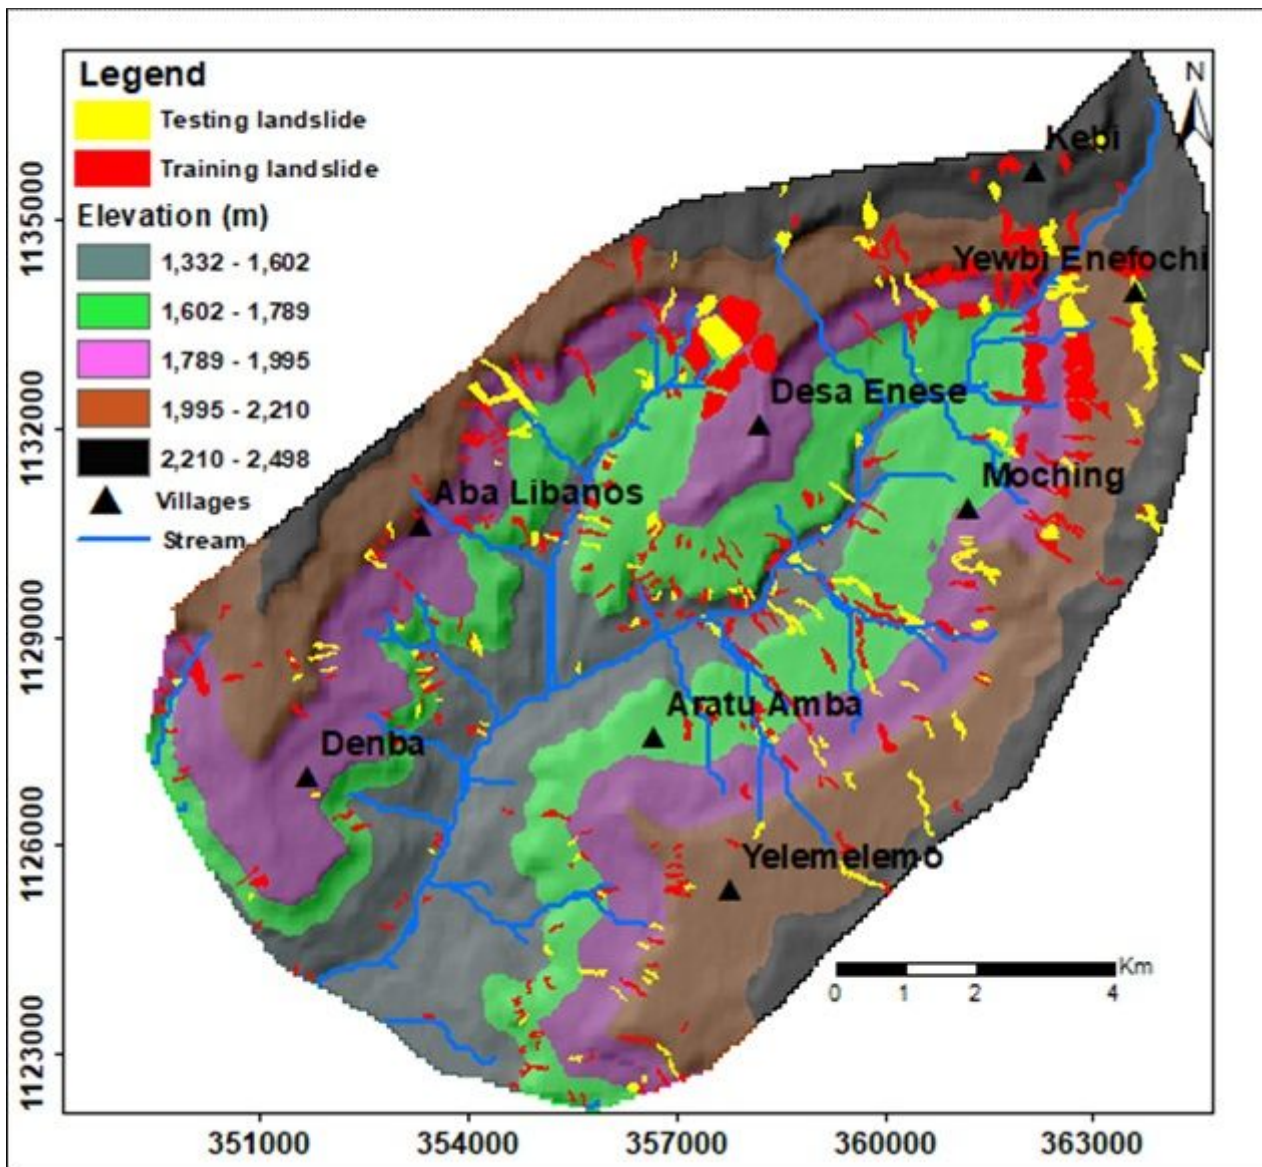 Legend
Testing landslide
Training landslide
Elevation (m)
1,332 - 1,602
1,602 - 1,789
1,789 - 1,995
1,995 - 2,210
2,210 - 2,498
Villages
Stream
N
Kebi
Yewbi Enefochi
Desa Enese
Moching
Aba Libanos
Aratu Amba
Denba
Yelemelemo
Km
0 1 2 4
1135000
1132000
1129000
1126000
1123000
351000 354000 357000 360000 363000